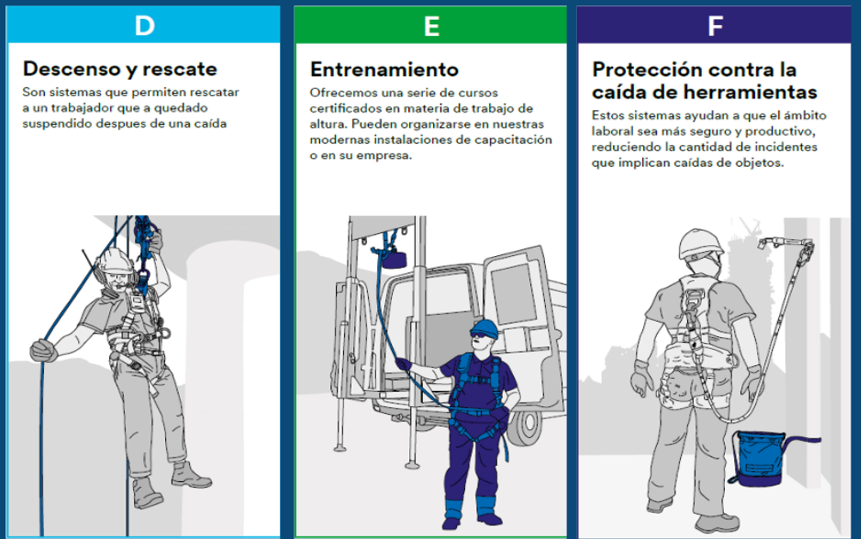 D
Descenso y rescate
Son sistemas que permiten rescatar
a un trabajador que a quedado
suspendido despues de una caída
E
Entrenamiento
Ofrecemos una serie de cursos
certificados en materia de trabajo de
altura. Pueden organizarse en nuestras
modernas instalaciones de capacitación
o en su empresa.
F
Protección contra la
caída de herramientas
Estos sistemas ayudan a que el ámbito
laboral sea más seguro y productivo,
reduciendo la cantidad de incidentes
que implican caídas de objetos.